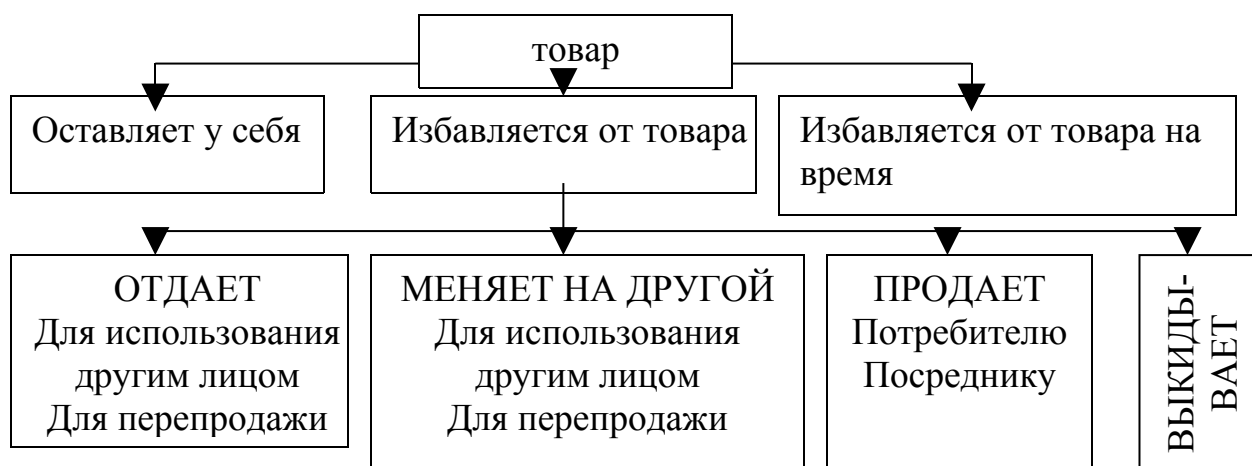 товар
Оставляет у себя
Избавляется от товара
Избавляется от товара на
время
ОТДАЕТ
Для использования
другим лицом
Для перепродажи
МЕНЯЕТ НА ДРУГОЙ
Для использования
другим лицом
Для перепродажи
ПРОДАЕТ
Потребителю
Посреднику
ВЫКИДЫ-
ВАЕТ